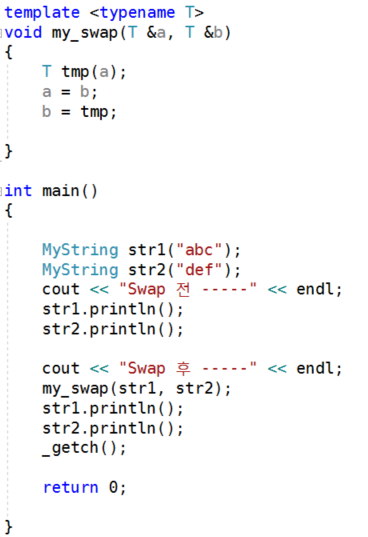 template <typename T>
void my_swap(T &a, T &b)
{
    T tmp(a);
    a = b;
    b = tmp;
}
int main()
{
    MyString str1("abc");
    MyString str2("def");
    cout << "Swap 전 -----" << endl;
    str1.println();
    str2.println();
    cout << "Swap 후 -----" << endl;
    my_swap(str1, str2);
    str1.println();
    str2.println();
    _getch();
    return 0;
}